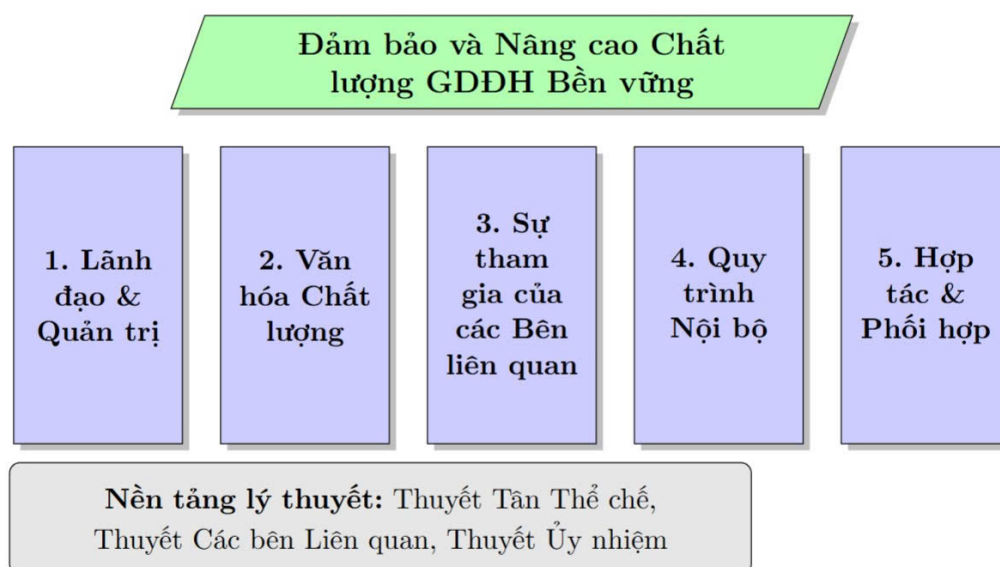 Đảm bảo và Nâng cao Chất
lượng GDĐH Bền vững
1. Lãnh
đạo &
Quản trị
2. Văn
hóa Chất
lượng
3. Sự
tham
gia của
các Bên
liên quan
4. Quy
trình
Nội bộ
5. Hợp
tác &
Phối hợp
Nền tảng lý thuyết: Thuyết Tân Thể chế,
Thuyết Các bên Liên quan, Thuyết Ủy nhiệm